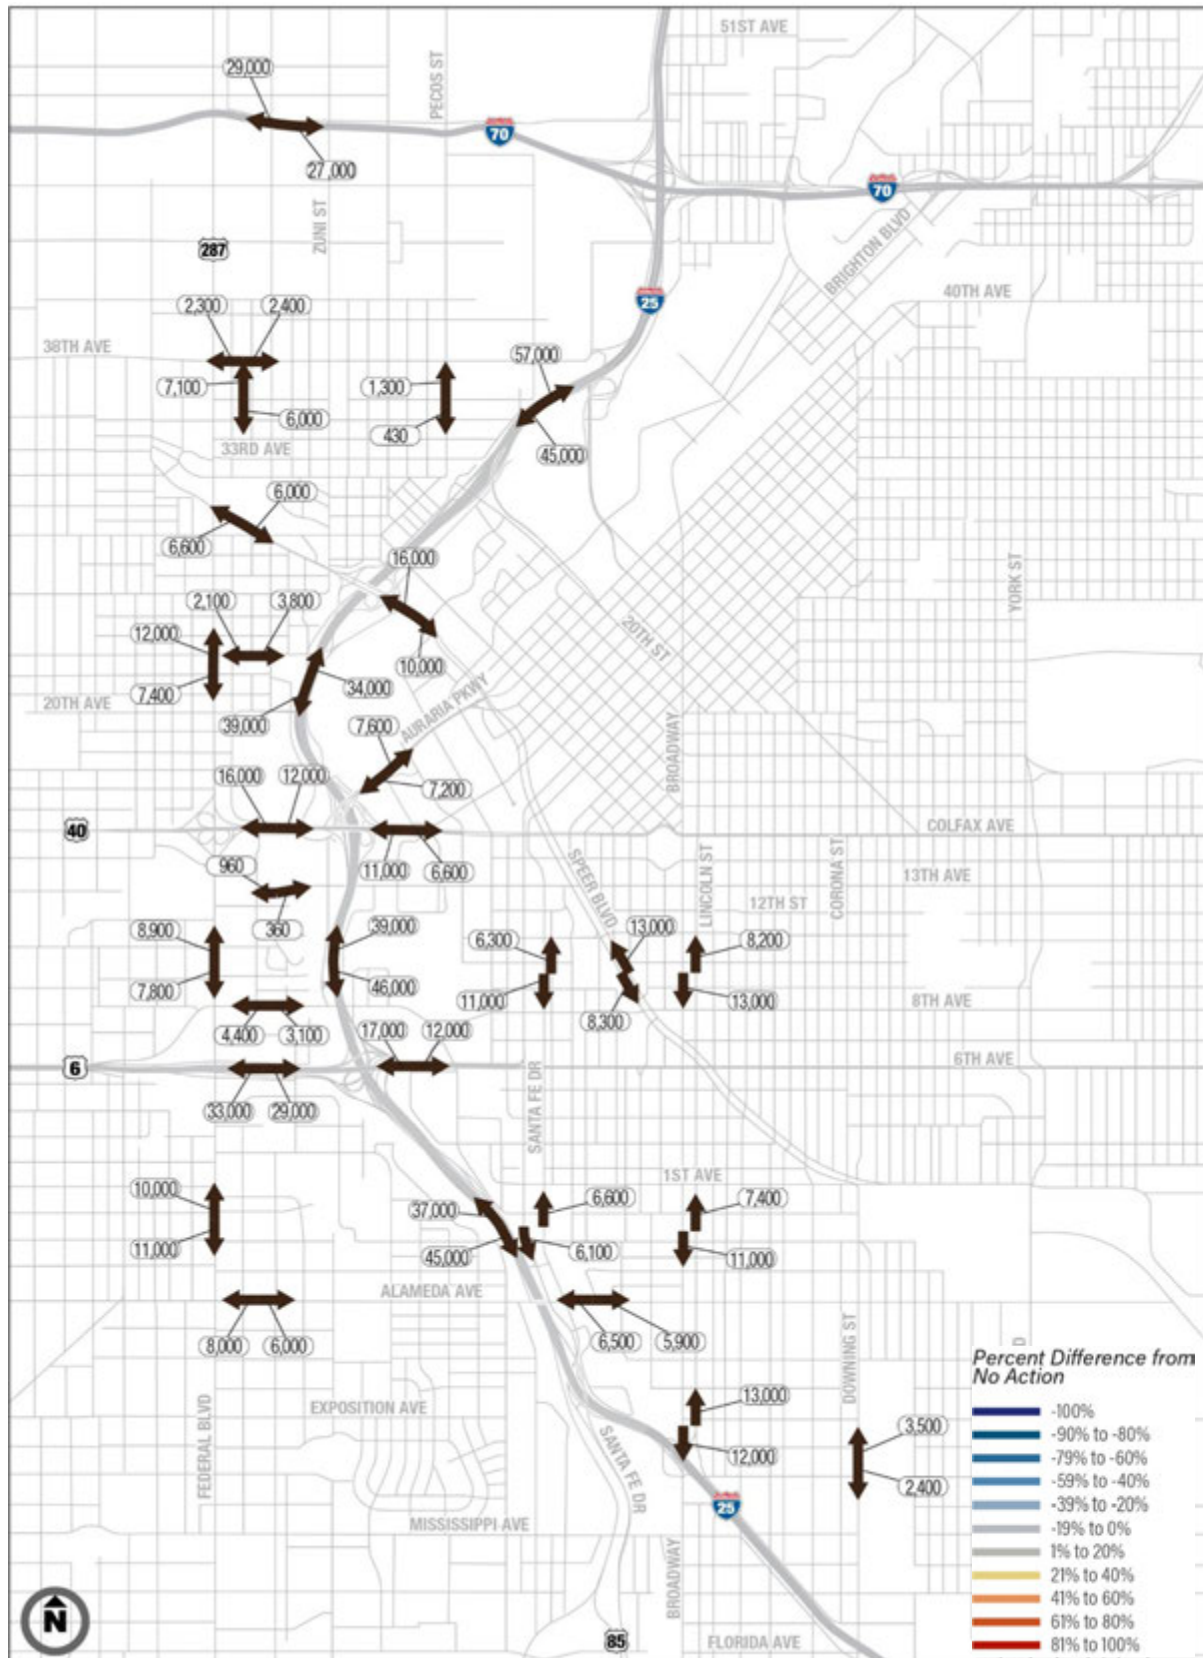 51ST AVE
29,000
PECOS ST
70
27,000
70
ZUNI ST
287
BRIGHTON BLVD
25
40TH AVE
2,300
2,400
38TH AVE
57,000
7,100
1,300
6,000
430
33RD AVE
45,000
6,000
6,600
16,000
YORK ST
2,100
3,800
12,000
20TH ST
10,000
34,000
7,400
20TH AVE
AURARIA PKWY
39,000
7,600
BROADWAY
16,000
12,000
7,200
40
COLFAX AVE
11,000
6,600
960
SPEER BLVD
LINCOLN ST
CORONA ST
13TH AVE
12TH ST
360
8,900
39,000
6,300
13,000
8,200
7,800
46,000
11,000
13,000
8TH AVE
8,300
4,400
3,100
17,000
12,000
6
6TH AVE
33,000
29,000
SANTA FE DR
1ST AVE
10,000
37,000
6,600
7,400
11,000
45,000
6,100
11,000
ALAMEDA AVE
8,000
6,000
6,500
5,900
DOWNING ST
D
Percent Difference from
No Action
FEDERAL BLVD
EXPOSITION AVE
13,000
-100%
3,500
-90% to -80%
SANTA FE DR
12,000
-79% to -60%
2,400
-59% to -40%
25
-39% to -20%
MISSISSIPPI AVE
-19% to 0%
1% to 20%
BROADWAY
21% to 40%
41% to 60%
N
61% to 80%
85
FLORIDA AVE
81% to 100%